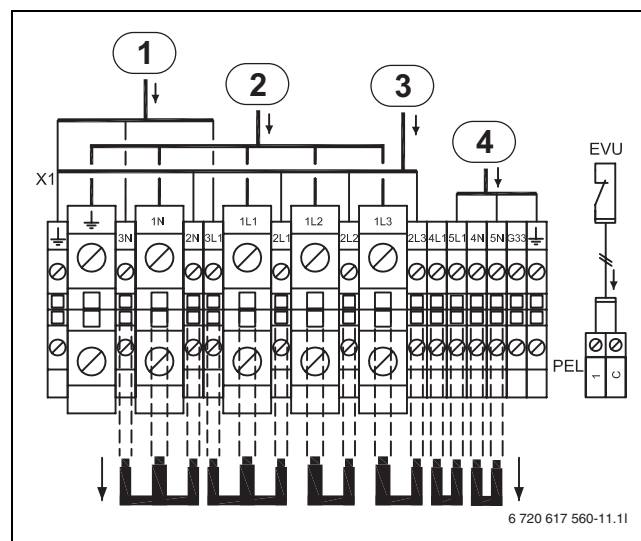 1
2
3
4
EVU
X1
3N
1N
2N
3L1
1L1
2L1
1L2
2L2
1L3
2L3
4L1
5L1
4N
5N
G33
PEL
1
C
6 720 617 560-11.1I